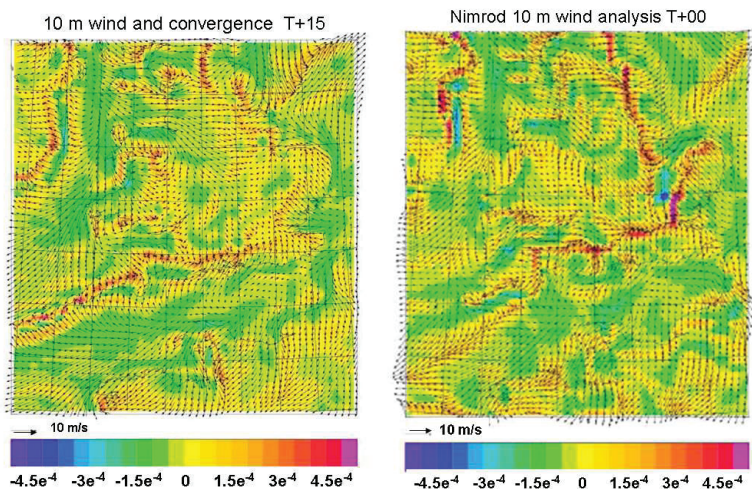 10 m wind and convergence T+15
Nimrod 10 m wind analysis T+00
10 m/s
10 m/s
-4.5e-4 -3e-4 -1.5e-4 0 1.5e-4 3e-4 4.5e-4
-4.5e-4 -3e-4 -1.5e-4 0 1.5e-4 3e-4 4.5e-4